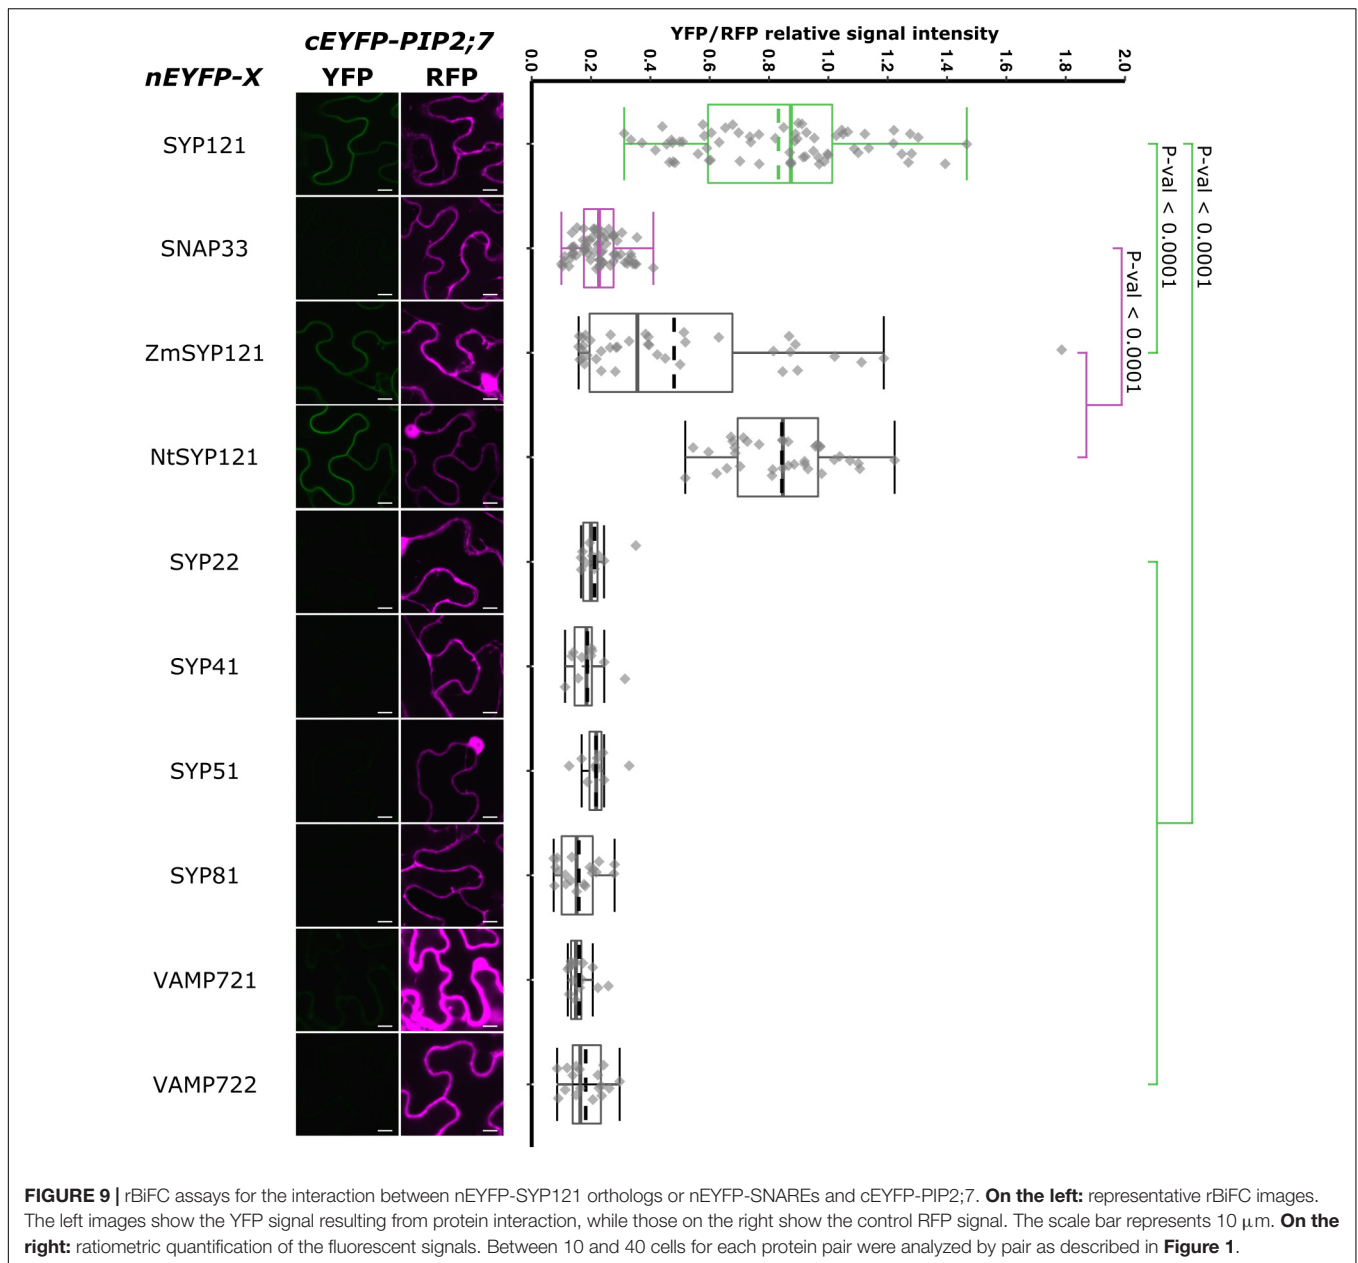 cEYFP-PIP2;7
nEYFP-X YFP RFP
YFP/RFP relative signal intensity
0.0 0.2 0.4 0.6 0.8 1.0 1.2 1.4 1.6 1.8 2.0
SYP121
SNAP33
ZmSYP121
NtSYP121
SYP22
SYP41
SYP51
SYP81
VAMP721
VAMP722
P-val < 0.0001
P-val < 0.0001
P-val < 0.0001
FIGURE 9 | rBiFC assays for the interaction between nEYFP-SYP121 orthologs or nEYFP-SNAREs and cEYFP-PIP2;7. On the left: representative rBiFC images.
The left images show the YFP signal resulting from protein interaction, while those on the right show the control RFP signal. The scale bar represents 10 μm. On the
right: ratiometric quantification of the fluorescent signals. Between 10 and 40 cells for each protein pair were analyzed by pair as described in Figure 1.